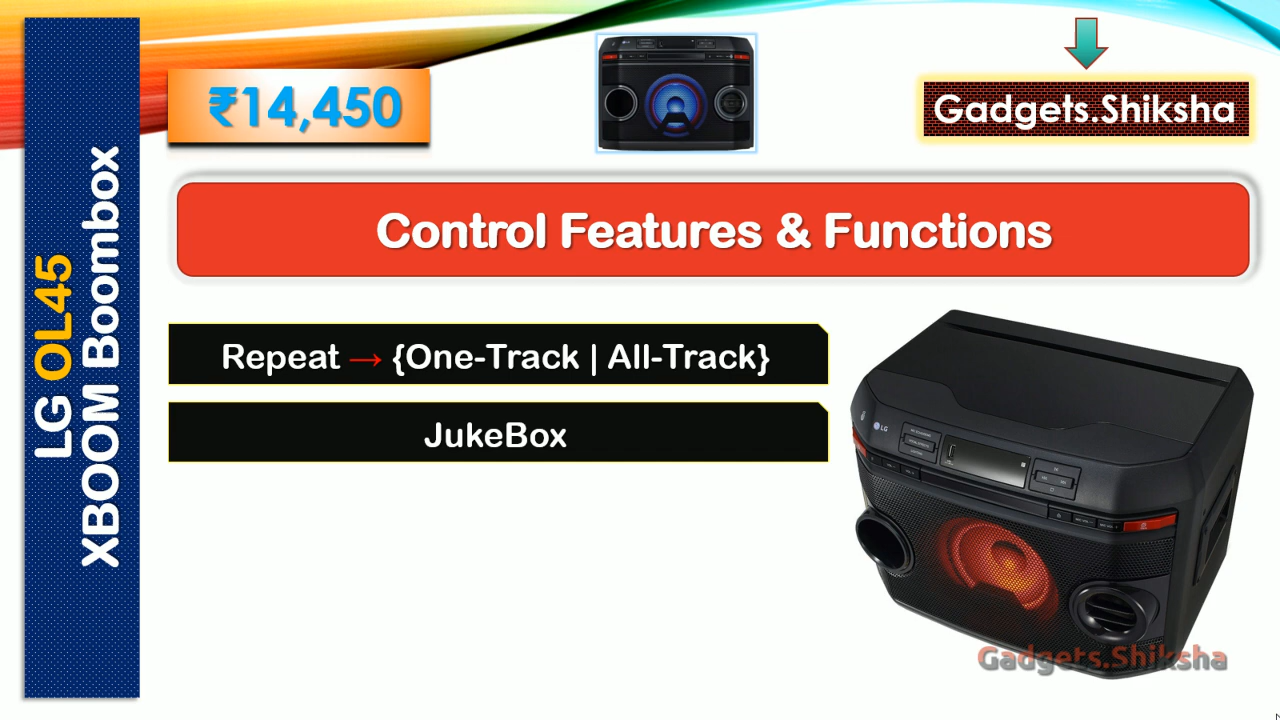 ₹14,450
Gadgets.Shiksha
LG OL45
XBOOM Boombox
Control Features & Functions
Repeat → {One-Track | All-Track}
JukeBox
LG
Gadgets.Shiksha